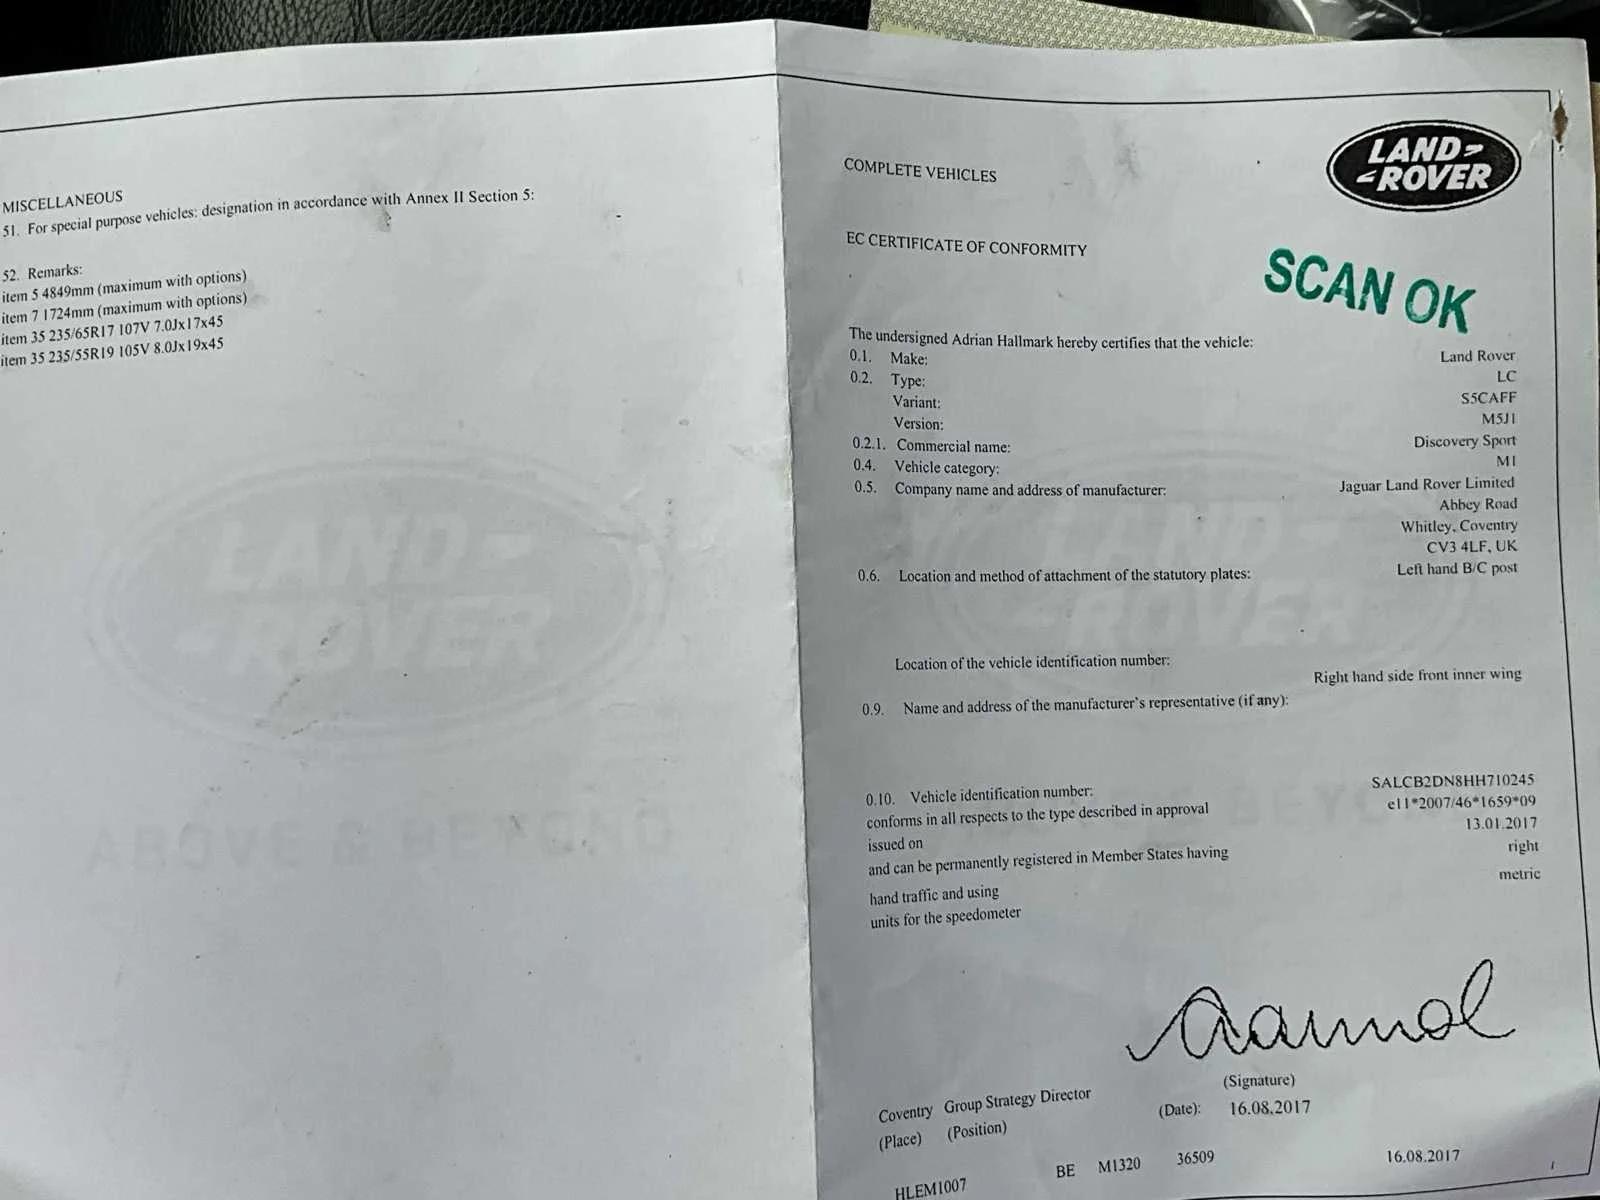 MISCELLANEOUS
51. For special purpose vehicles: designation in accordance with Annex II Section 5:
52. Remarks:
item 5 4849mm (maximum with options)
item 7 1724mm (maximum with options)
item 35 235/65R17 107V 7.0Jx17x45
item 35 235/55R19 105V 8.0Jx19x45
LAND-
-ROVER
ABOVE & BEYOND
LAND
ROVER
COMPLETE VEHICLES
EC CERTIFICATE OF CONFORMITY
SCAN OK
The undersigned Adrian Hallmark hereby certifies that the vehicle:
0.1. Make: Land Rover
0.2. Type: LC
Variant: S5CAFF
Version: M5J1
0.2.1. Commercial name: Discovery Sport
0.4. Vehicle category: M1
0.5. Company name and address of manufacturer: Jaguar Land Rover Limited
Abbey Road
Whitley, Coventry
CV3 4LF, UK
0.6. Location and method of attachment of the statutory plates: Left hand B/C post
Location of the vehicle identification number: Right hand side front inner wing
0.9. Name and address of the manufacturer's representative (if any):
0.10. Vehicle identification number: SALCB2DN8HH710245
conforms in all respects to the type described in approval e11*2007/46*1659*09
issued on 13.01.2017
and can be permanently registered in Member States having right
hand traffic and using metric
units for the speedometer
(Signature)
Coventry Group Strategy Director (Date): 16.08.2017
(Place) (Position)
HLEM1007 BE M1320 36509 16.08.2017